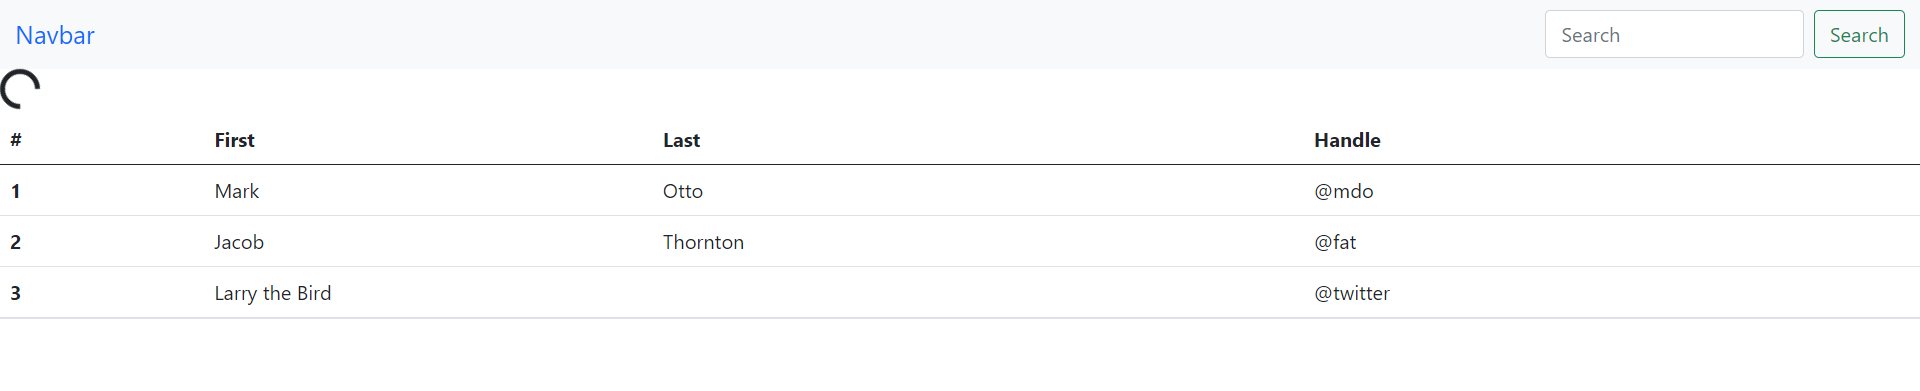 Navbar Search Search
# First Last Handle
1 Mark Otto @mdo
2 Jacob Thornton @fat
3 Larry the Bird @twitter